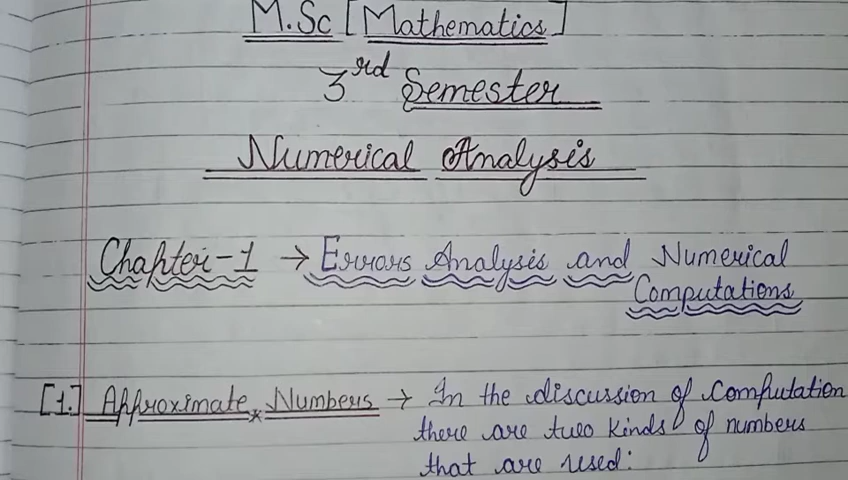 M.Sc [Mathematics]
3rd Semester
Numerical Analysis
Chapter-1 → Errors Analysis and Numerical
Computations
[1.] Approximate Numbers → In the discussion of computation
there are two kinds of numbers
that are used: